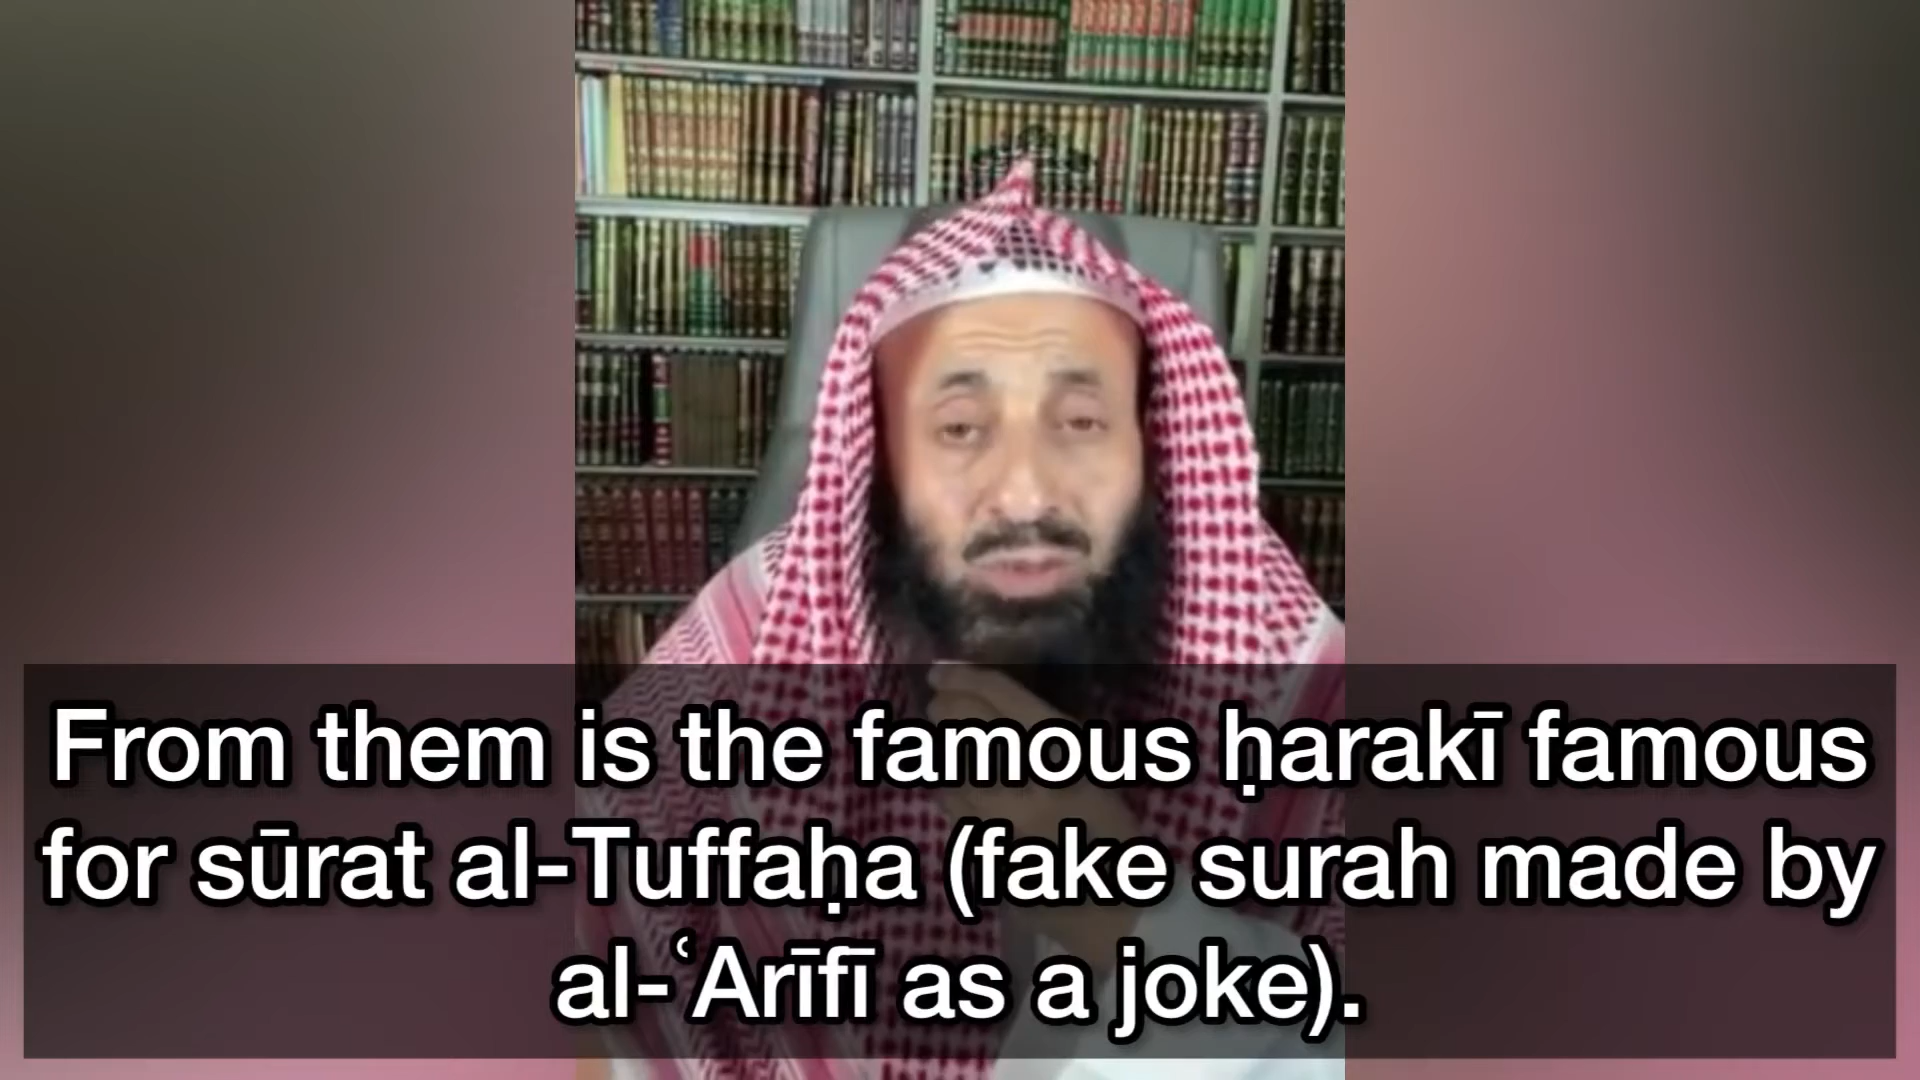 From them is the famous ḥarakī famous
for sūrat al-Tuffaḥa (fake surah made by
al-ʿArīfī as a joke).